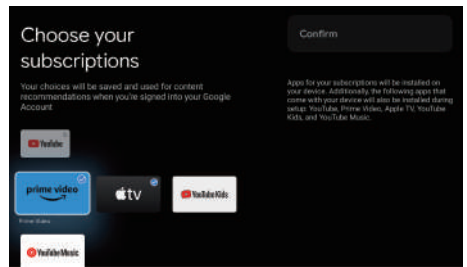 Choose your
subscriptions
Your choices will be saved and used for content
recommendations when you're signed into your Google
Account
YouTube
prime video
tv
YouTube Kids
Prime Video
YouTube Music
Confirm
Apps for your subscriptions will be installed on
your device. Additionally, the following apps that
come with your device will also be installed during
setup: YouTube, Prime Video, Apple TV, YouTube
Kids, and YouTube Music.